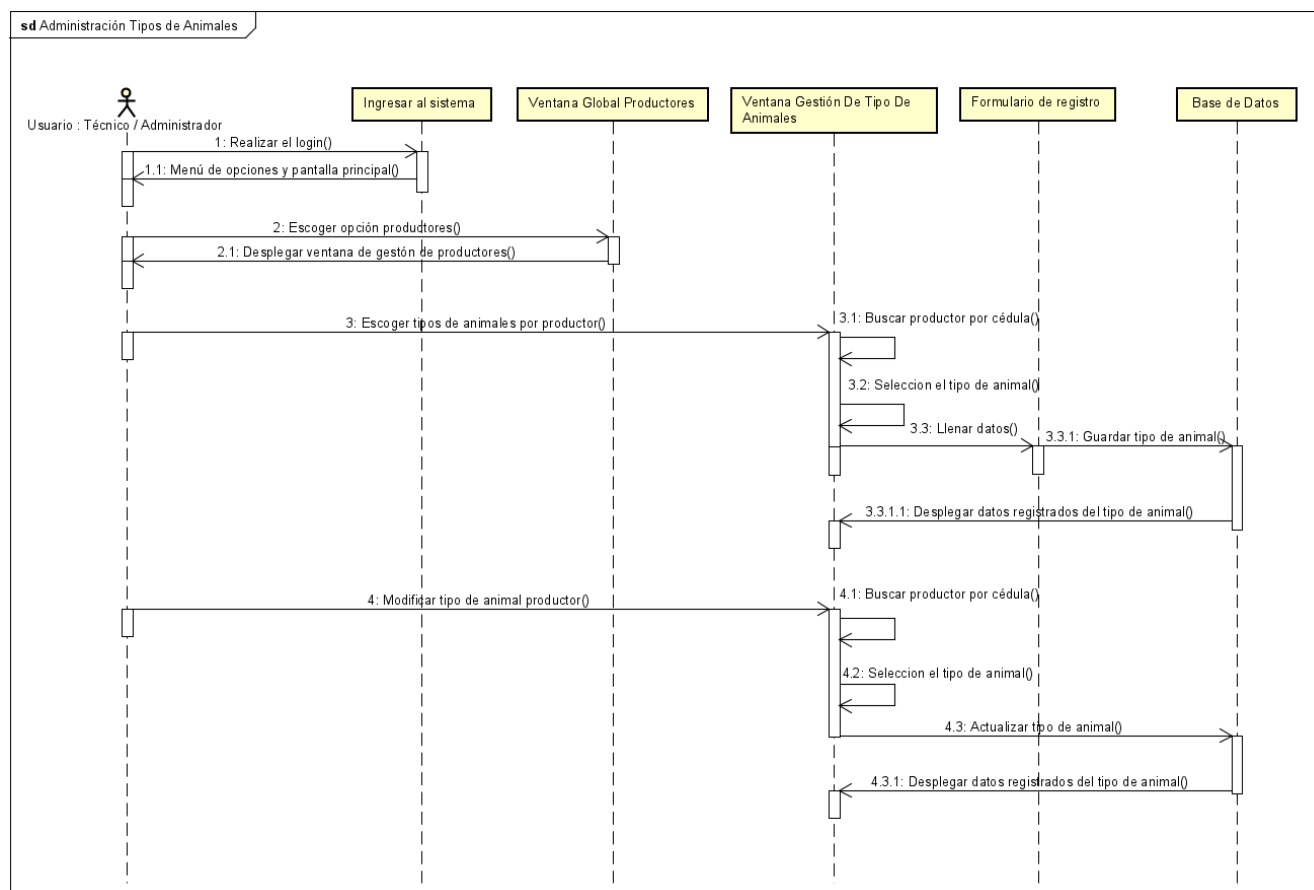 sd Administración Tipos de Animales
Usuario : Técnico / Administrador
Ingresar al sistema
Ventana Global Productores
Ventana Gestión De Tipo De
Animales
Formulario de registro
Base de Datos
1: Realizar el login()
1.1: Menú de opciones y pantalla principal()
2: Escoger opción productores()
2.1: Desplegar ventana de gestón de productores()
3: Escoger tipos de animales por productor()
3.1: Buscar productor por cédula()
3.2: Seleccion el tipo de animal()
3.3: Llenar datos()
3.3.1: Guardar tipo de animal()
3.3.1.1: Desplegar datos registrados del tipo de animal()
4: Modificar tipo de animal productor()
4.1: Buscar productor por cédula()
4.2: Seleccion el tipo de animal()
4.3: Actualizar tipo de animal()
4.3.1: Desplegar datos registrados del tipo de animal()